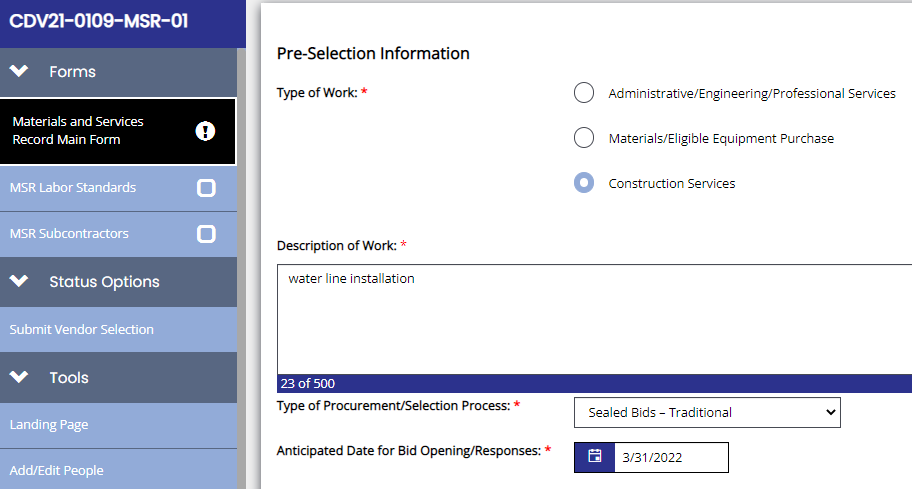 CDV21-0109-MSR-01
Forms
Materials and Services
Record Main Form
MSR Labor Standards
MSR Subcontractors
Status Options
Submit Vendor Selection
Tools
Landing Page
Add/Edit People
Pre-Selection Information
Type of Work: *
Administrative/Engineering/Professional Services
Materials/Eligible Equipment Purchase
Construction Services
Description of Work: *
water line installation
23 of 500
Type of Procurement/Selection Process: *
Sealed Bids – Traditional
Anticipated Date for Bid Opening/Responses: *
3/31/2022